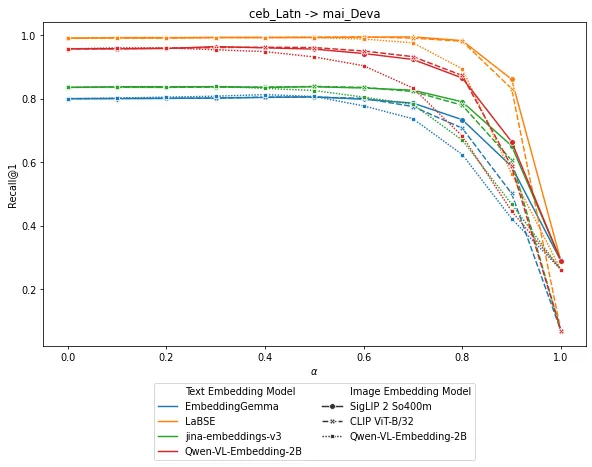 ceb_Latn -> mai_Deva
1.0
0.8
0.6
0.4
0.2
Recall@1
0.0 0.2 0.4 0.6 0.8 1.0
α
Text Embedding Model Image Embedding Model
EmbeddingGemma SigLIP 2 So400m
LaBSE CLIP ViT-B/32
jina-embeddings-v3 Qwen-VL-Embedding-2B
Qwen-VL-Embedding-2B